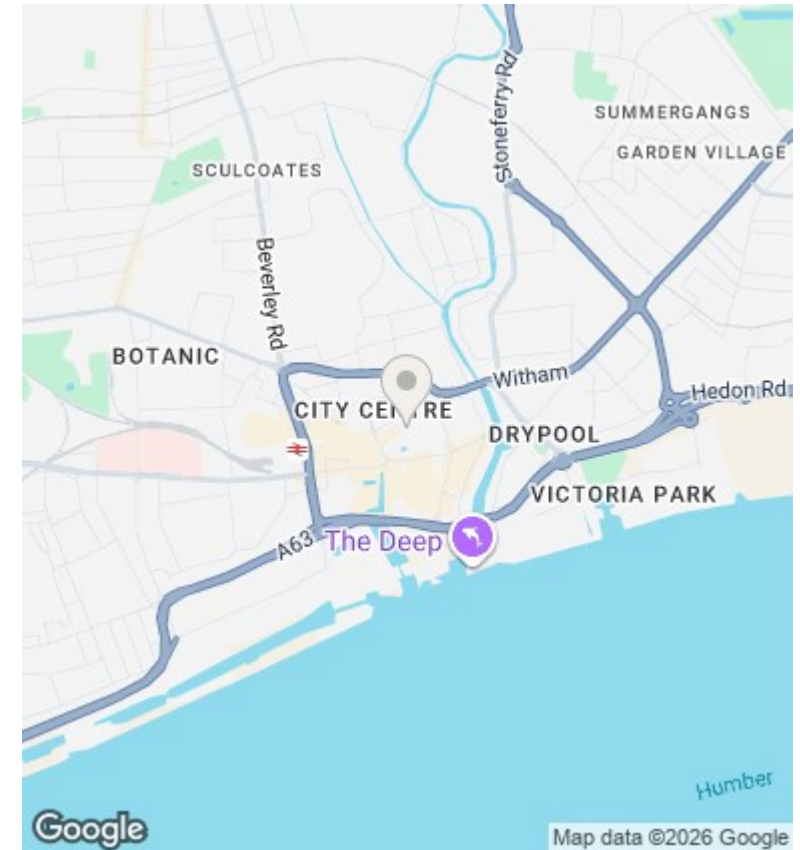 Stoneferry Rd
SUMMERGANGS
GARDEN VILLAGE
SCULCOATES
Beverley Rd
BOTANIC
Witham
Hedon Rd
CITY CENTRE
DRYPOOL
VICTORIA PARK
A63
The Deep
Humber
Google
Map data ©2026 Google